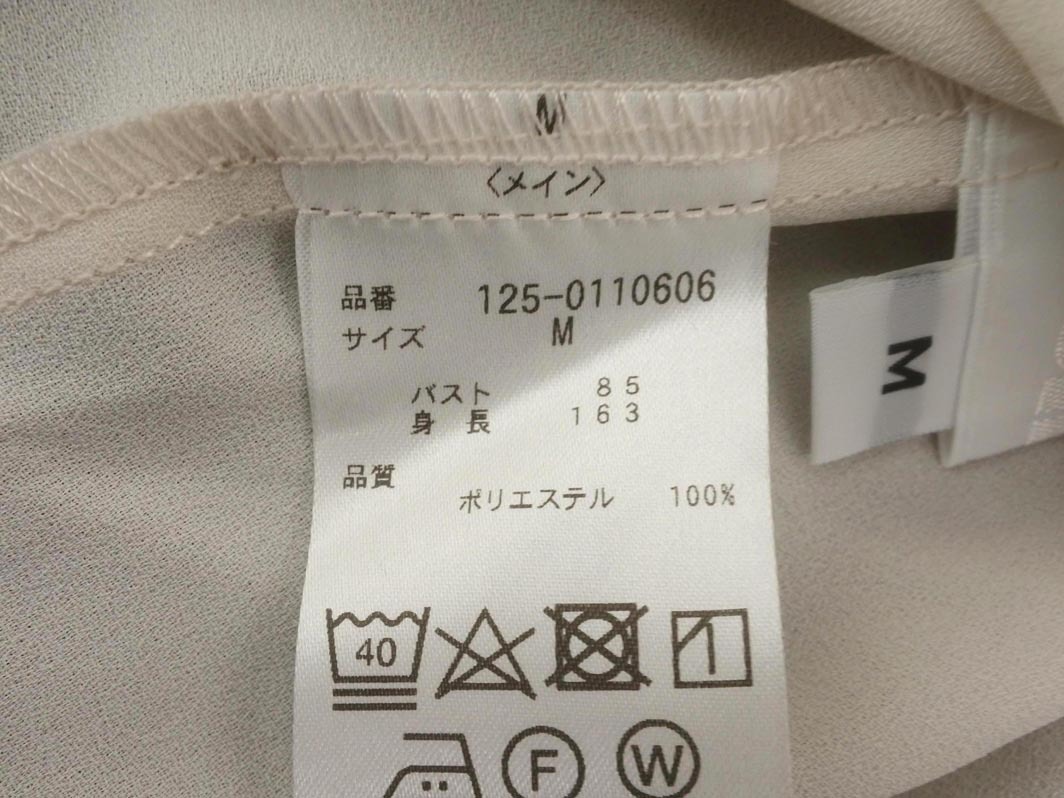 M
〈メイン〉
品番 125-0110606
サイズ M
バスト 85
身長 163
品質
ポリエステル 100%
40
F W
M